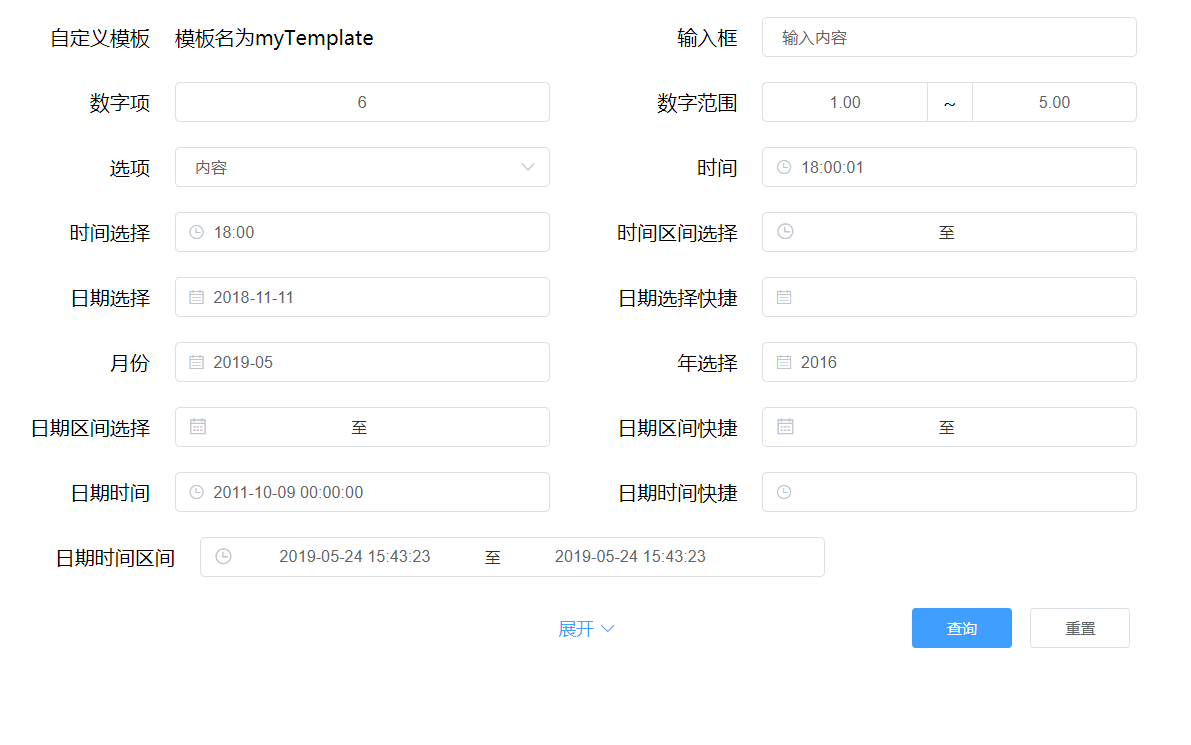 自定义模板 模板名为myTemplate 输入框 输入内容
数字项 6 数字范围 1.00 ~ 5.00
选项 内容 时间 18:00:01
时间选择 18:00 时间区间选择 至
日期选择 2018-11-11 日期选择快捷
月份 2019-05 年选择 2016
日期区间选择 至 日期区间快捷 至
日期时间 2011-10-09 00:00:00 日期时间快捷
日期时间区间 2019-05-24 15:43:23 至 2019-05-24 15:43:23
展开 查询 重置